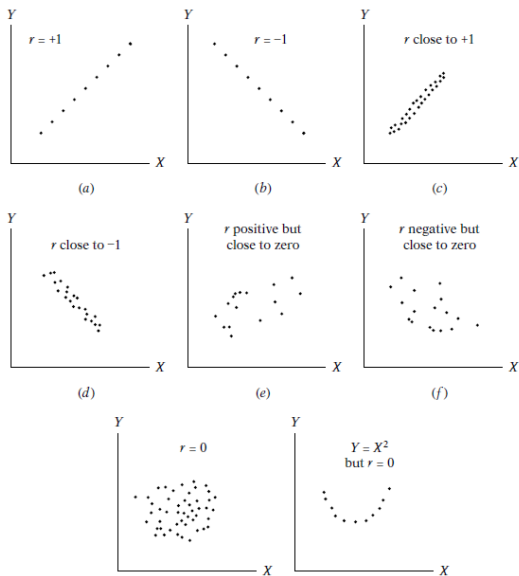 Y
r = +1
X
(a)
Y
r = −1
X
(b)
Y
r close to +1
X
(c)
Y
r close to −1
X
(d)
Y
r positive but
close to zero
X
(e)
Y
r negative but
close to zero
X
(f)
Y
r = 0
X
Y
Y = X²
but r = 0
X